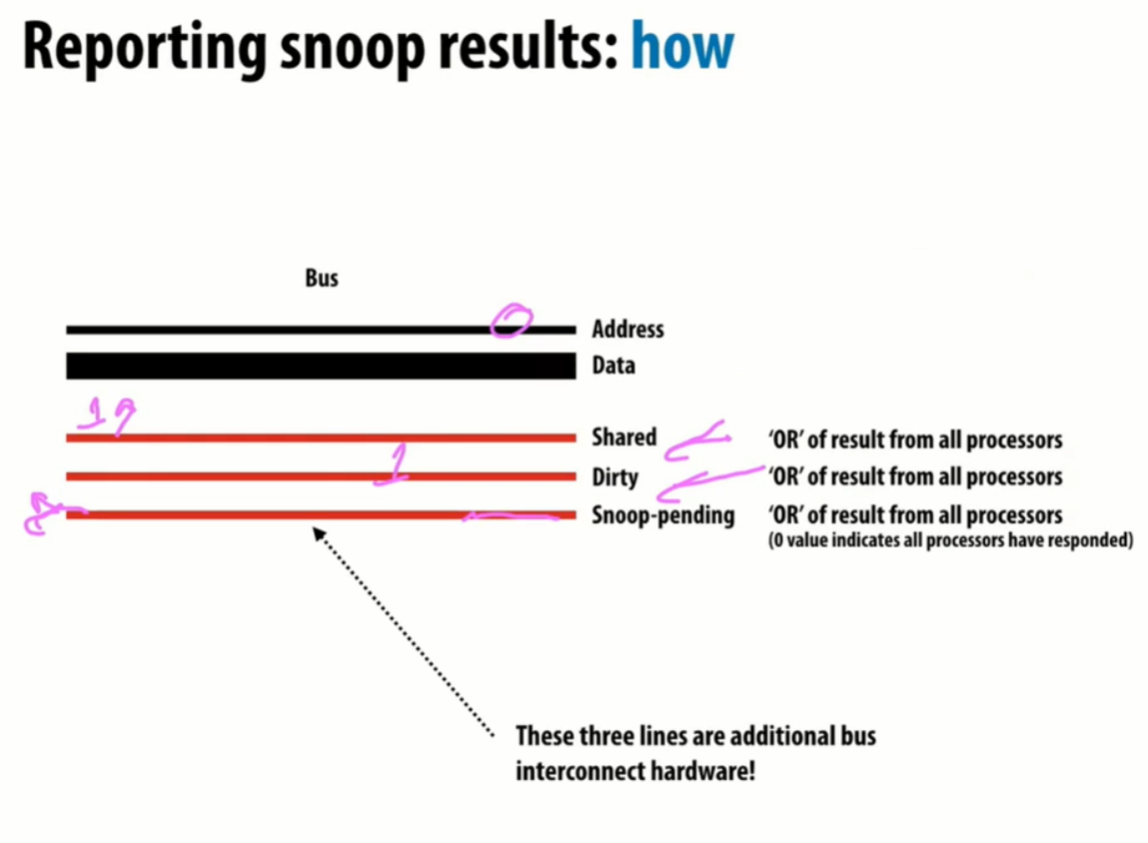 Reporting snoop results: how
Bus
Address
Data
1
Shared
'OR' of result from all processors
1
Dirty
'OR' of result from all processors
Snoop-pending
'OR' of result from all processors
(0 value indicates all processors have responded)
These three lines are additional bus
interconnect hardware!